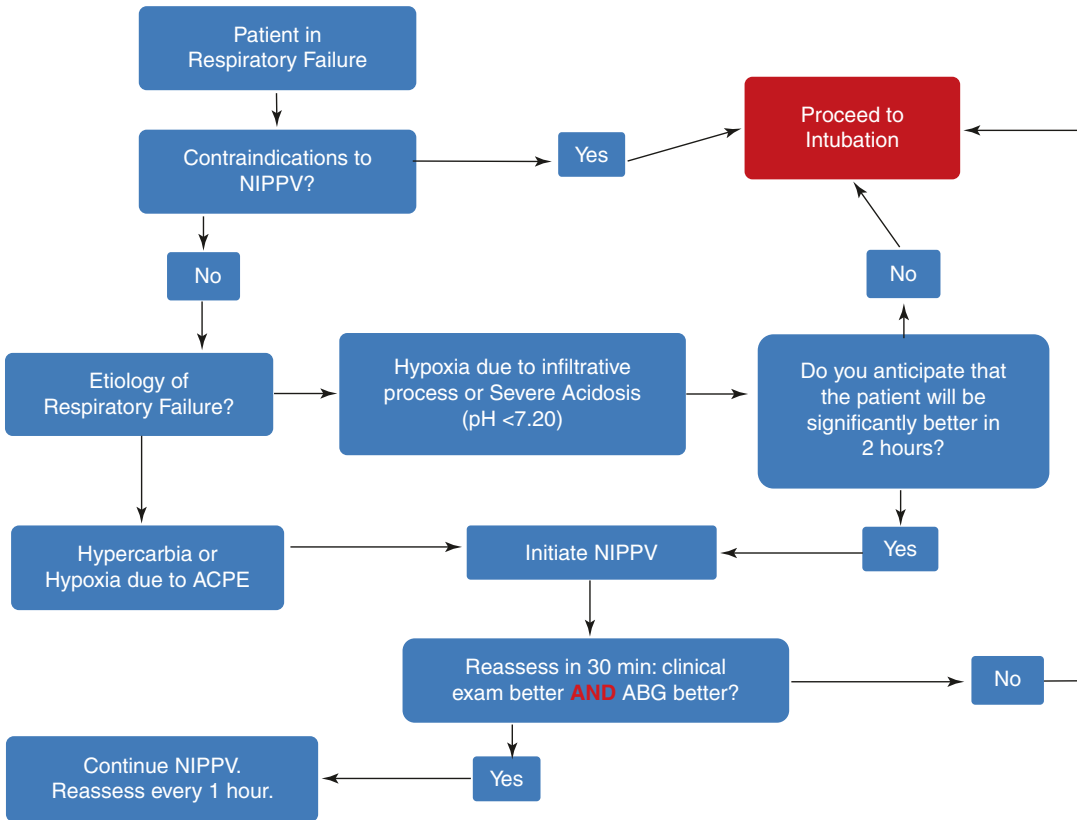 Patient in
Respiratory Failure
Contraindications to
NIPPV?
Yes
Proceed to
Intubation
No
No
Etiology of
Respiratory Failure?
Hypoxia due to infiltrative
process or Severe Acidosis
(pH <7.20)
Do you anticipate that
the patient will be
significantly better in
2 hours?
Hypercarbia or
Hypoxia due to ACPE
Initiate NIPPV
Yes
Reassess in 30 min: clinical
exam better AND ABG better?
No
Continue NIPPV.
Reassess every 1 hour.
Yes